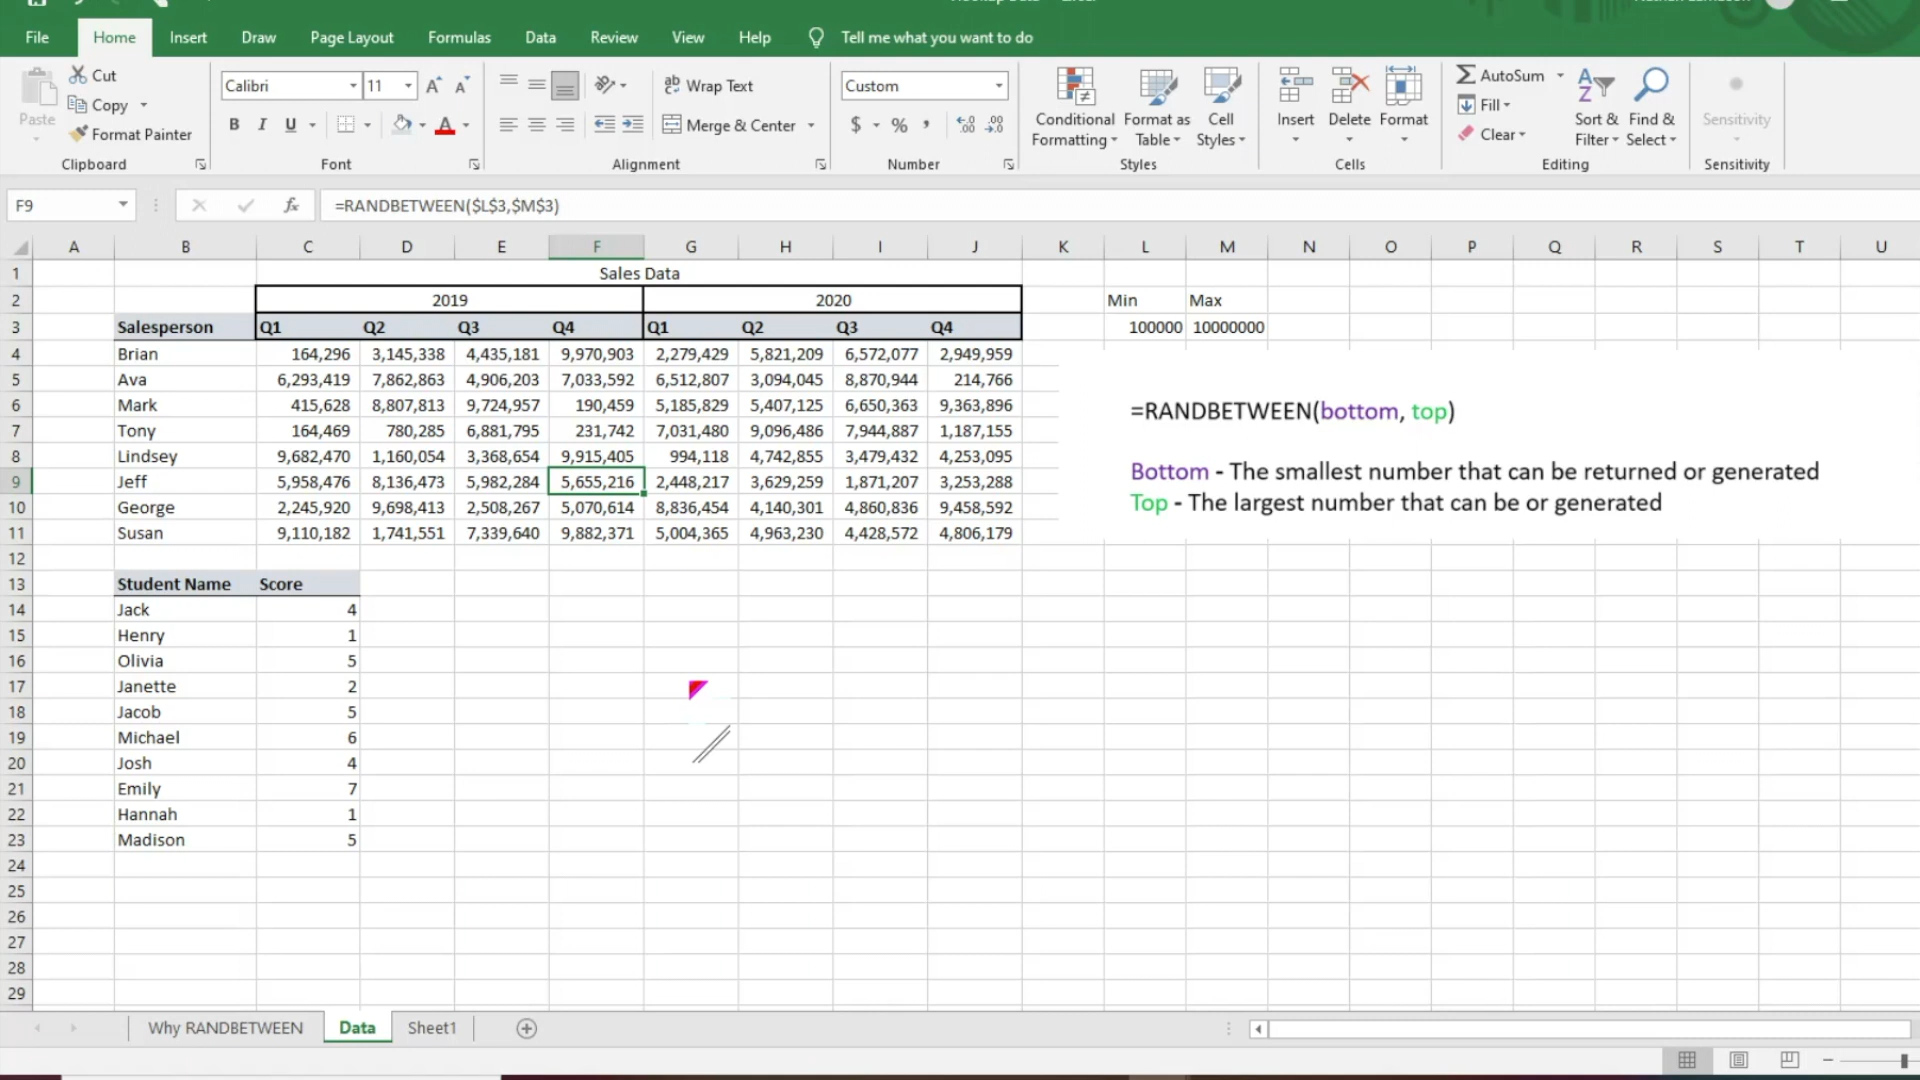 File Home Insert Draw Page Layout Formulas Data Review View Help Tell me what you want to do
Paste
Cut
Copy
Format Painter
Clipboard
Calibri 11
B I U
Font
Wrap Text
Merge & Center
Alignment
Custom
$ % ,
Number
Conditional Formatting
Format as Table
Cell Styles
Styles
Insert Delete Format
Cells
AutoSum
Fill
Clear
Sort & Filter
Find & Select
Editing
Sensitivity
Sensitivity
F9 fx =RANDBETWEEN($L$3,$M$3)
A B C D E F G H I J K L M N O P Q R S T U
1 Sales Data
2 2019 2020 Min Max
3 Salesperson Q1 Q2 Q3 Q4 Q1 Q2 Q3 Q4 100000 10000000
4 Brian 164,296 3,145,338 4,435,181 9,970,903 2,279,429 5,821,209 6,572,077 2,949,959
5 Ava 6,293,419 7,862,863 4,906,203 7,033,592 6,512,807 3,094,045 8,870,944 214,766
6 Mark 415,628 8,807,813 9,724,957 190,459 5,185,829 5,407,125 6,650,363 9,363,896
7 Tony 164,469 780,285 6,881,795 231,742 7,031,480 9,096,486 7,944,887 1,187,155
8 Lindsey 9,682,470 1,160,054 3,368,654 9,915,405 994,118 4,742,855 3,479,432 4,253,095
9 Jeff 5,958,476 8,136,473 5,982,284 5,655,216 2,448,217 3,629,259 1,871,207 3,253,288
10 George 2,245,920 9,698,413 2,508,267 5,070,614 8,836,454 4,140,301 4,860,836 9,458,592
11 Susan 9,110,182 1,741,551 7,339,640 9,882,371 5,004,365 4,963,230 4,428,572 4,806,179
=RANDBETWEEN(bottom, top)
Bottom - The smallest number that can be returned or generated
Top - The largest number that can be or generated
12
13 Student Name Score
14 Jack 4
15 Henry 1
16 Olivia 5
17 Janette 2
18 Jacob 5
19 Michael 6
20 Josh 4
21 Emily 7
22 Hannah 1
23 Madison 5
24
25
26
27
28
29
Why RANDBETWEEN Data Sheet1